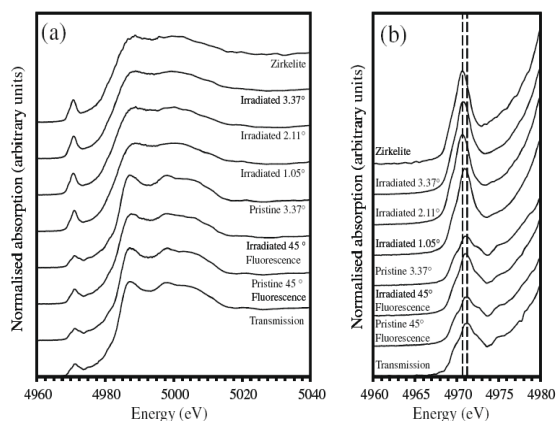 (a)
Normalised absorption (arbitrary units)
Zirkelite
Irradiated 3.37°
Irradiated 2.11°
Irradiated 1.05°
Pristine 3.37°
Irradiated 45 °
Fluorescence
Pristine 45 °
Fluorescence
Transmission
4960 4980 5000 5020 5040
Energy (eV)
(b)
Normalised absorption (arbitrary units)
Zirkelite
Irradiated 3.37°
Irradiated 2.11°
Irradiated 1.05°
Pristine 3.37°
Irradiated 45°
Fluorescence
Pristine 45°
Fluorescence
Transmission
4960 4965 4970 4975 4980
Energy (eV)